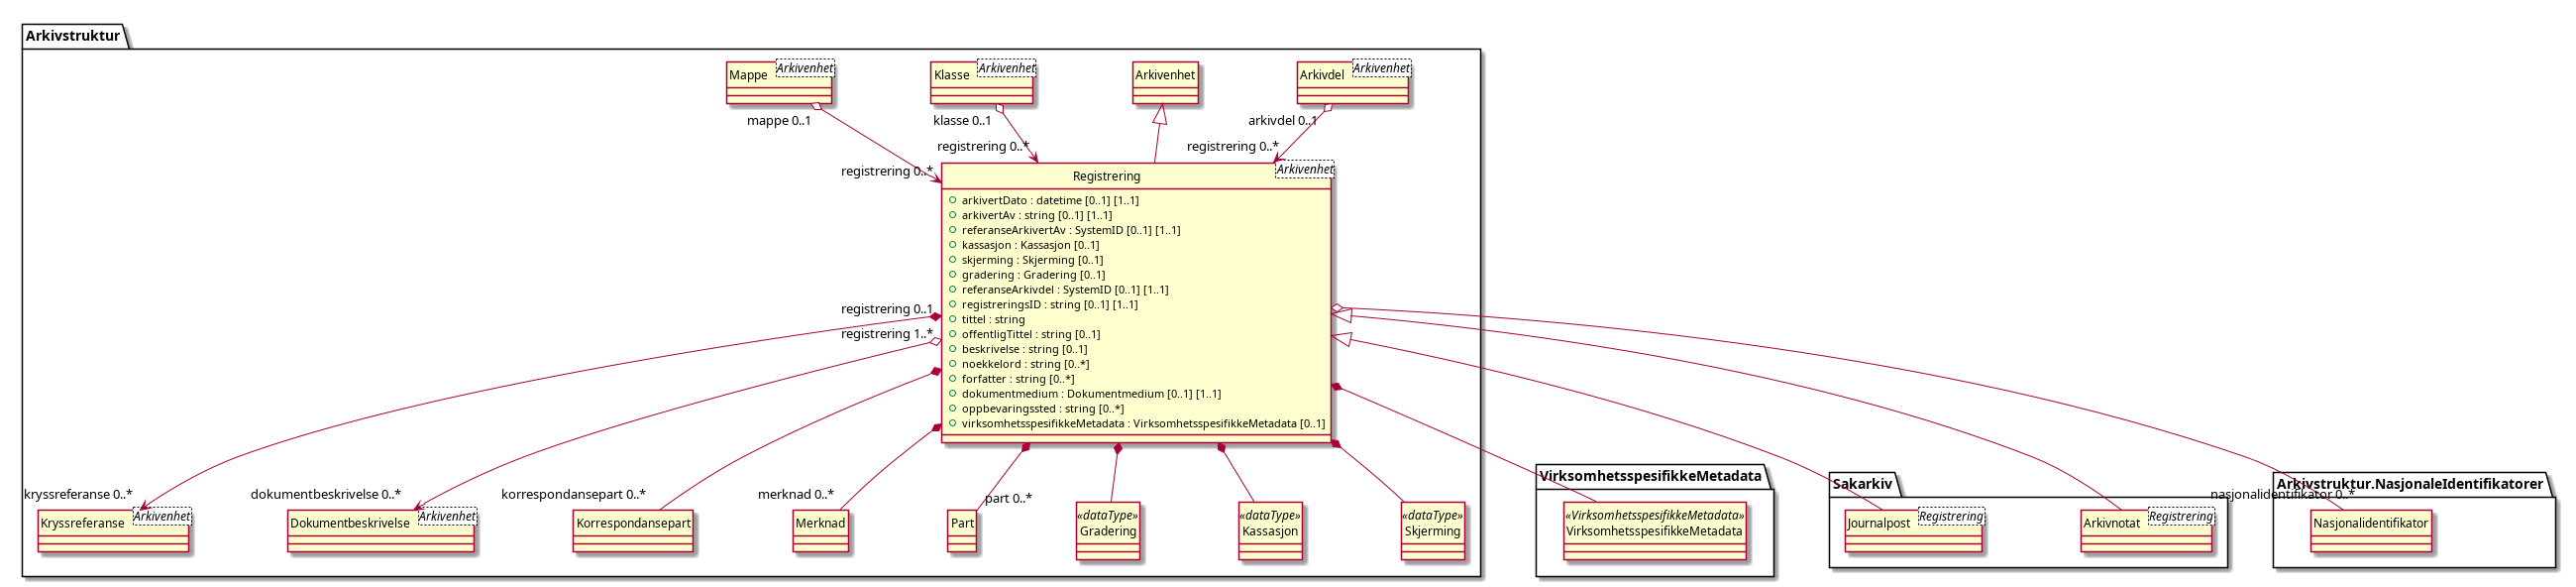 Arkivstruktur
Mappe
Arkivenhet
Klasse
Arkivenhet
Arkivenhet
Arkivdel
Arkivenhet
mappe 0..1
klasse 0..1
arkivdel 0..1
registrering 0..*
registrering 0..*
registrering 0..*
Registrering
Arkivenhet
arkivertDato : datetime [0..1] [1..1]
arkivertAv : string [0..1] [1..1]
referanseArkivertAv : SystemID [0..1] [1..1]
kassasjon : Kassasjon [0..1]
skjerming : Skjerming [0..1]
gradering : Gradering [0..1]
referanseArkivdel : SystemID [0..1] [1..1]
registreringsID : string [0..1] [1..1]
tittel : string
offentligTittel : string [0..1]
beskrivelse : string [0..1]
noekkelord : string [0..*]
forfatter : string [0..*]
dokumentmedium : Dokumentmedium [0..1] [1..1]
oppbevaringssted : string [0..*]
virksomhetsspesifikkeMetadata : VirksomhetsspesifikkeMetadata [0..1]
registrering 0..1
registrering 1..*
kryssreferanse 0..*
dokumentbeskrivelse 0..*
korrespondansepart 0..*
merknad 0..*
part 0..*
Kryssreferanse
Arkivenhet
Dokumentbeskrivelse
Arkivenhet
Korrespondansepart
Merknad
Part
«dataType»
Gradering
«dataType»
Kassasjon
«dataType»
Skjerming
VirksomhetsspesifikkeMetadata
«VirksomhetsspesifikkeMetadata»
VirksomhetsspesifikkeMetadata
Sakarkiv
Journalpost
Registrering
Arkivnotat
Registrering
Arkivstruktur.NasjonaleIdentifikatorer
nasjonalidentifikator 0..*
Nasjonalidentifikator